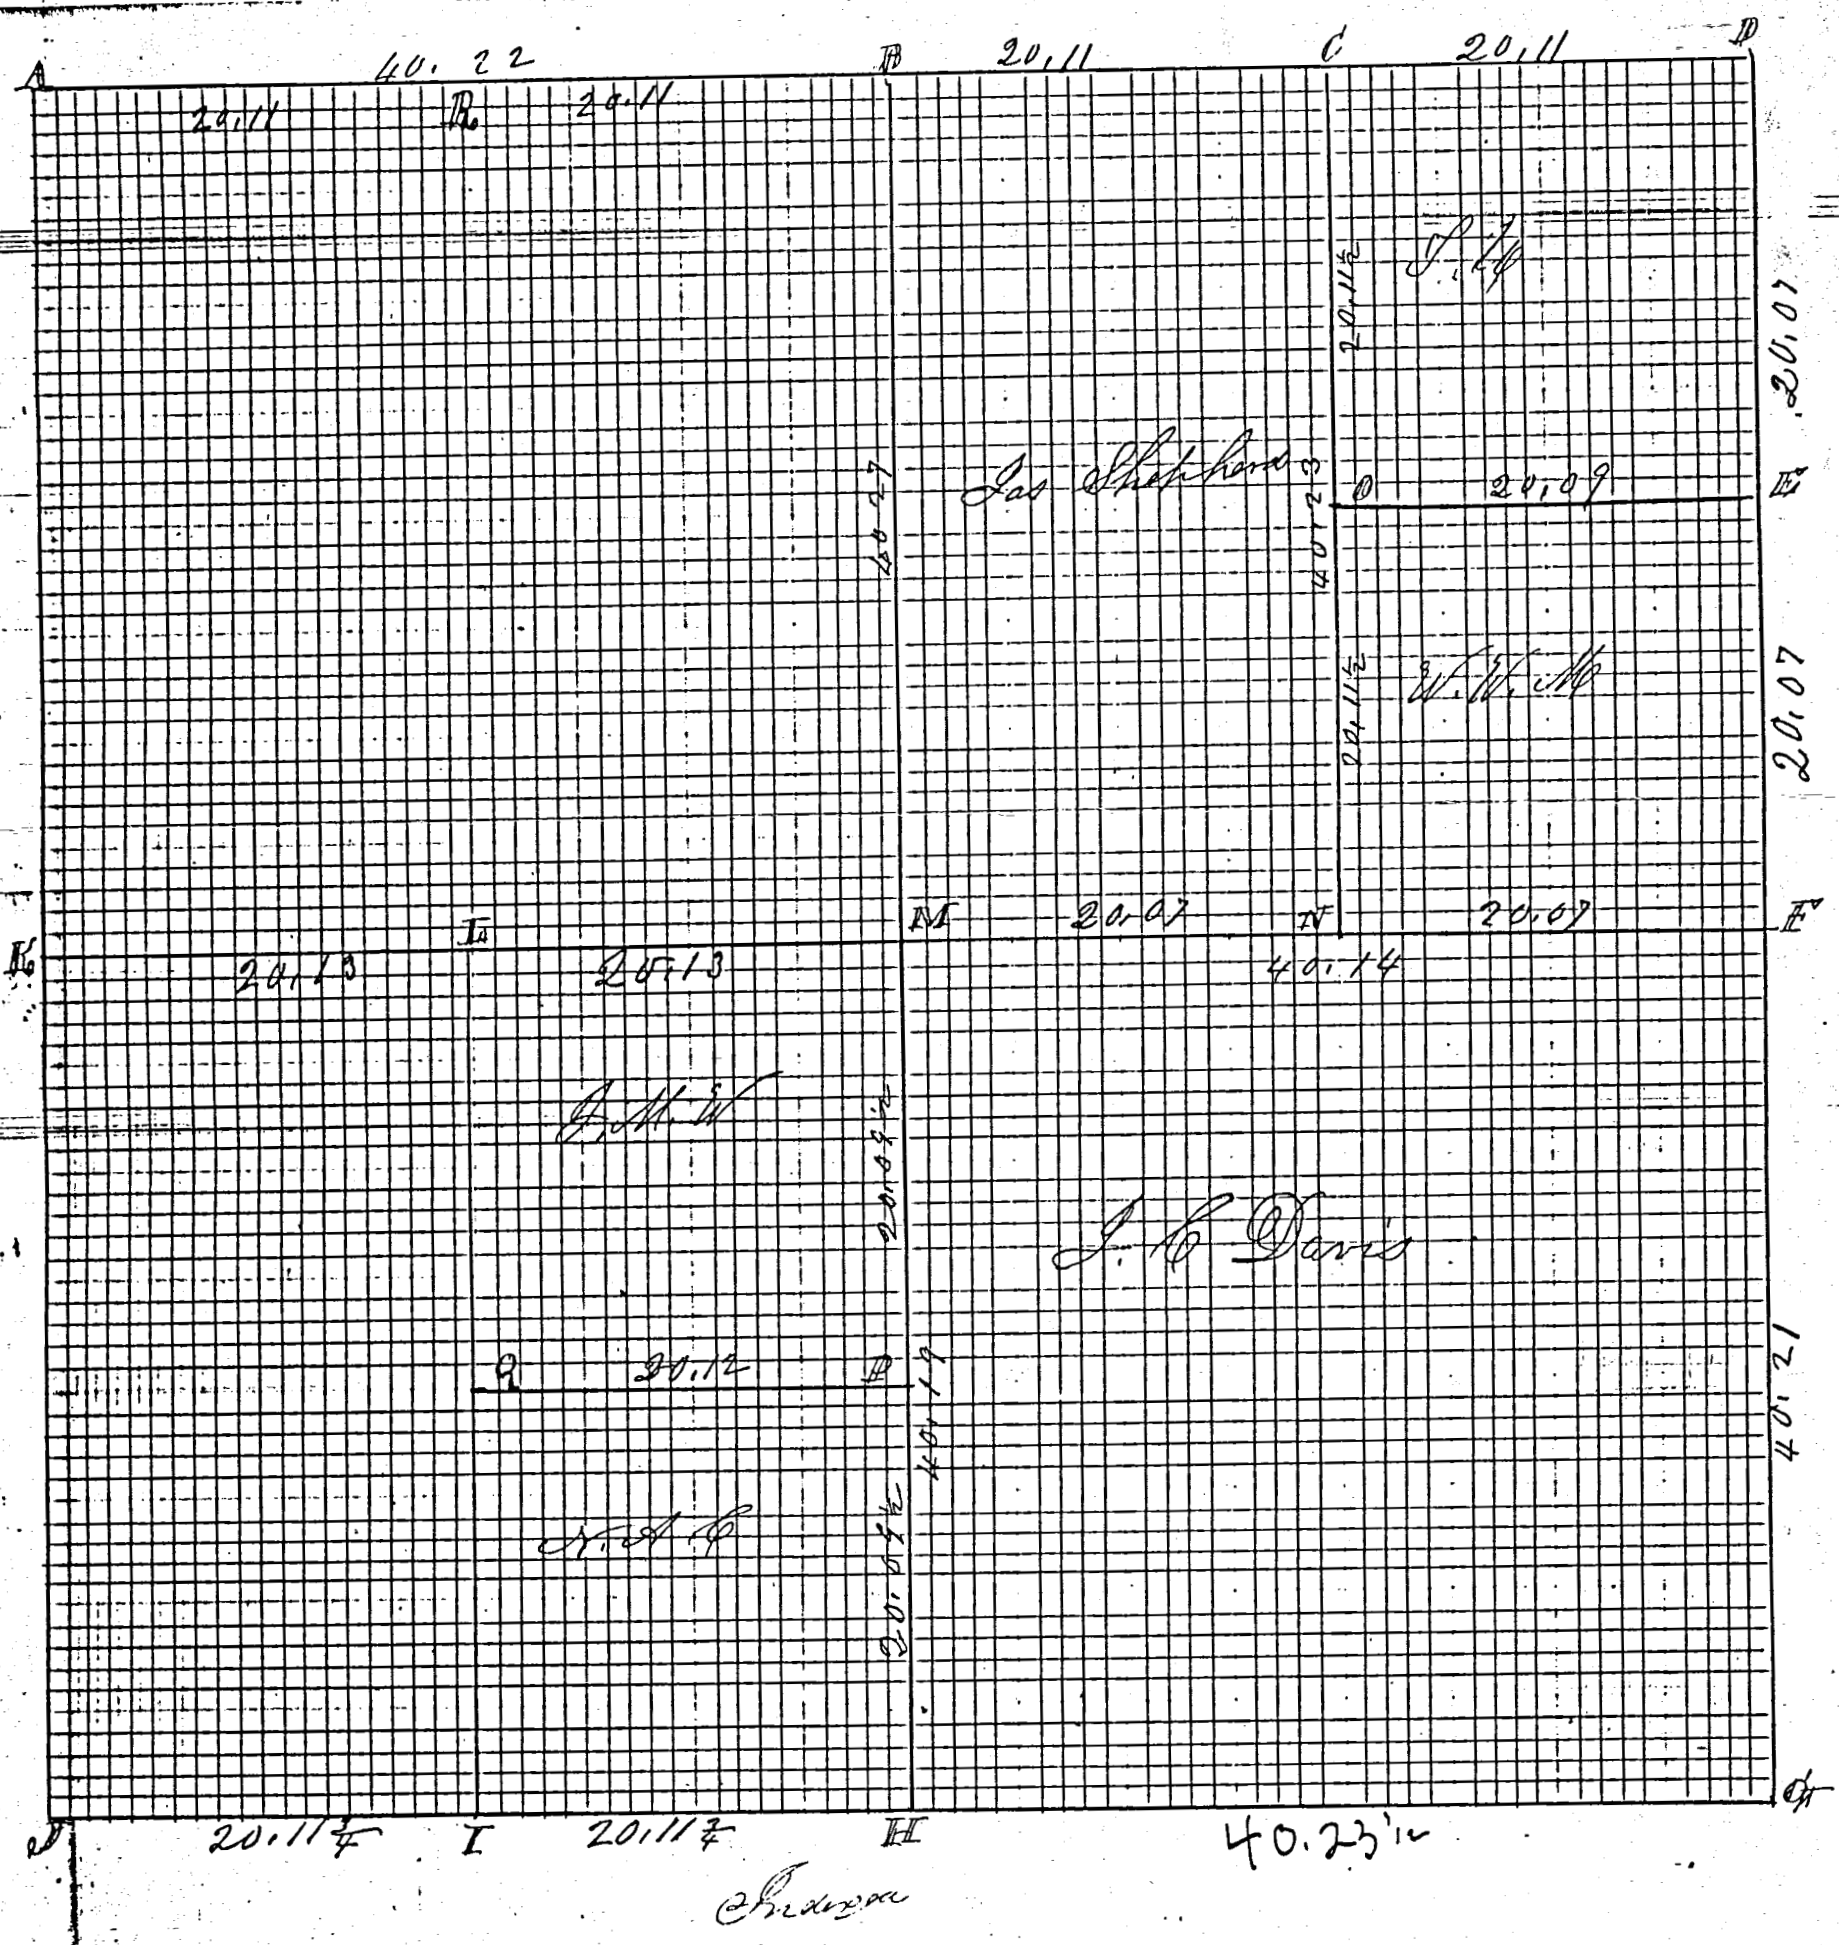 A 40.22 B 20.11 C 20.11 D
20.11 R 20.11
20.11½
20.07
40.27
Jas Shepherd
40.23
O 20.09 E
20.11½
W.W.M
20.07
K L M 20.07 N 20.07 F
20.13 20.13 40.14
J.M.W
20.09½
J. C Davis
Q 20.12 P
40.19
40.21
N.A.C
20.09½
G
J 20.11¾ I 20.11¾ H 40.23½